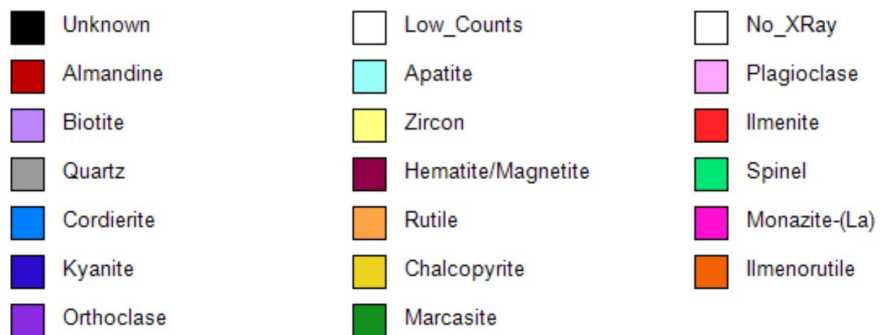 Unknown Low_Counts No_XRay
Almandine Apatite Plagioclase
Biotite Zircon Ilmenite
Quartz Hematite/Magnetite Spinel
Cordierite Rutile Monazite-(La)
Kyanite Chalcopyrite Ilmenorutile
Orthoclase Marcasite